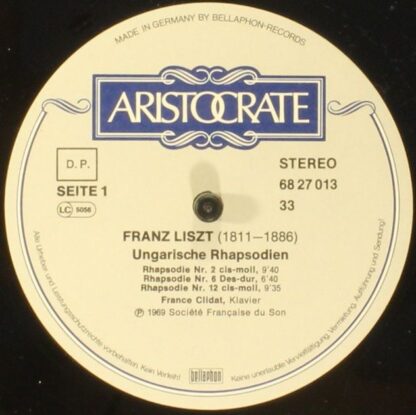 MADE IN GERMANY BY BELLAPHON-RECORDS
ARISTOCRATE
D. P.
SEITE 1
LC 5056
STEREO
68 27 013
33
FRANZ LISZT (1811—1886)
Ungarische Rhapsodien
Rhapsodie Nr. 2 cis-moll, 9'40
Rhapsodie Nr. 6 Des-dur, 6'40
Rhapsodie Nr. 12 cis-moll, 9'35
France Clidat, Klavier
Ⓟ 1969 Société Française du Son
Alle Urheber- und Leistungsschutzrechte vorbehalten. Kein Verleih! Keine unerlaubte Vervielfältigung, Vermietung, Aufführung und Sendung!
bellaphon